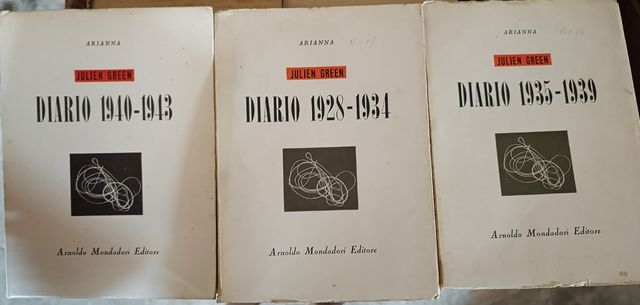 ARIANNA
JULIEN GREEN
DIARIO 1940-1943
Arnoldo Mondadori Editore
ARIANNA
JULIEN GREEN
DIARIO 1928-1934
Arnoldo Mondadori Editore
ARIANNA
JULIEN GREEN
DIARIO 1935-1939
Arnoldo Mondadori Editore